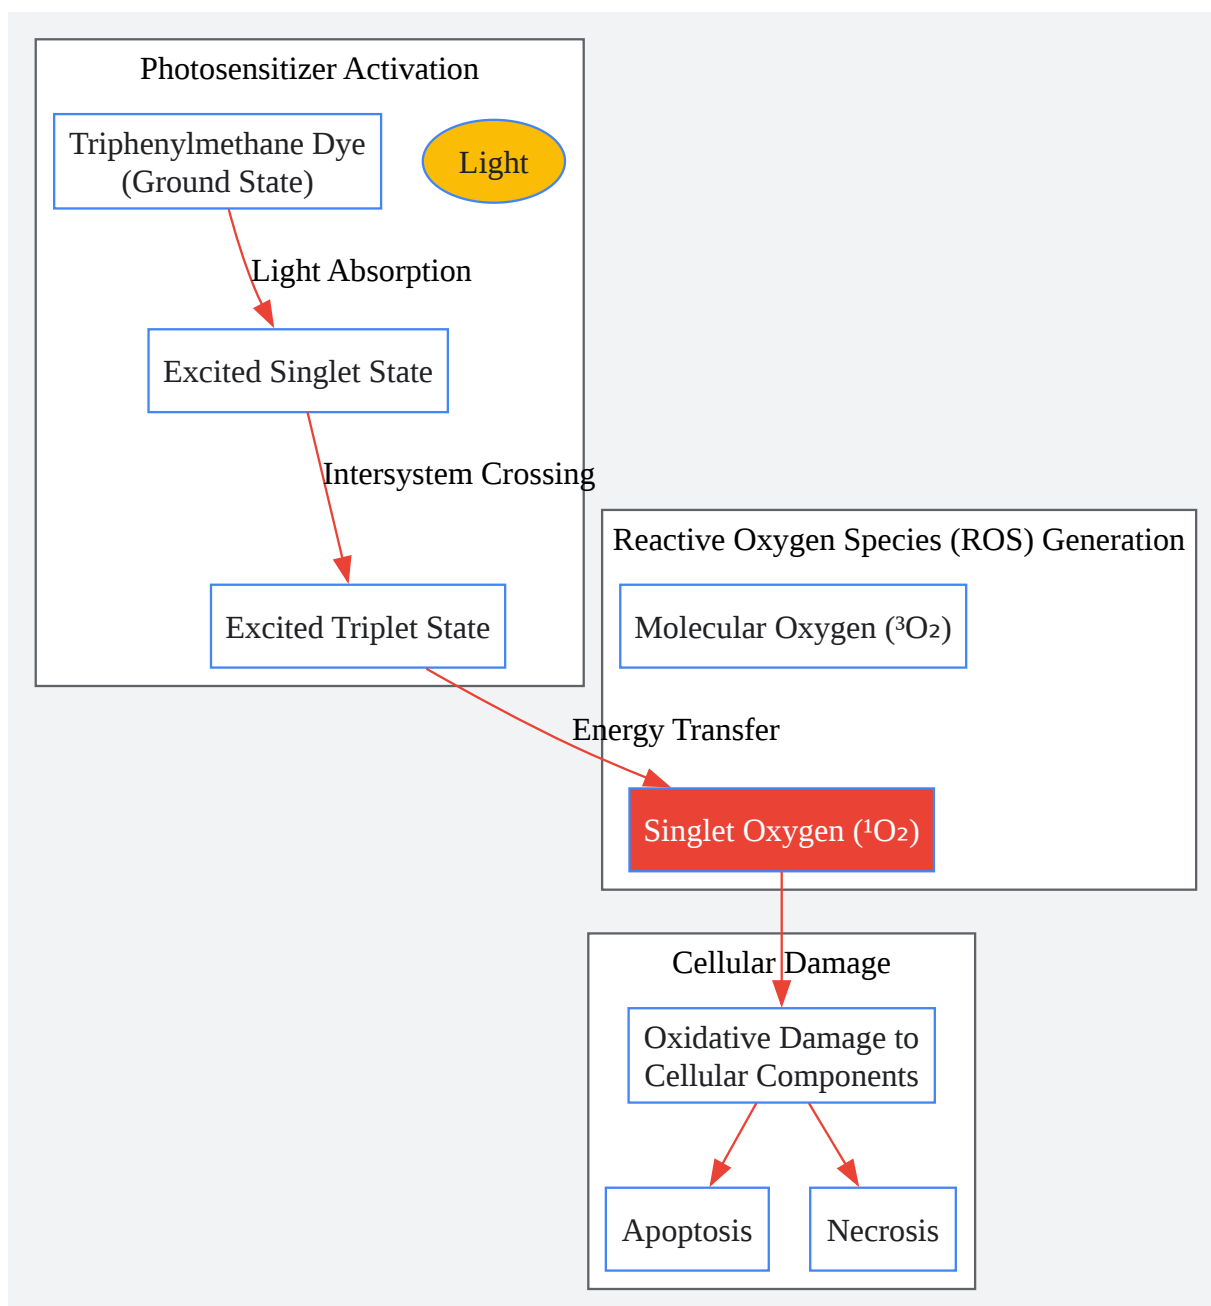 Photosensitizer Activation
Triphenylmethane Dye
(Ground State)
Light
Light Absorption
Excited Singlet State
Intersystem Crossing
Excited Triplet State
Reactive Oxygen Species (ROS) Generation
Molecular Oxygen (³O₂)
Energy Transfer
Singlet Oxygen (¹O₂)
Cellular Damage
Oxidative Damage to
Cellular Components
Apoptosis
Necrosis